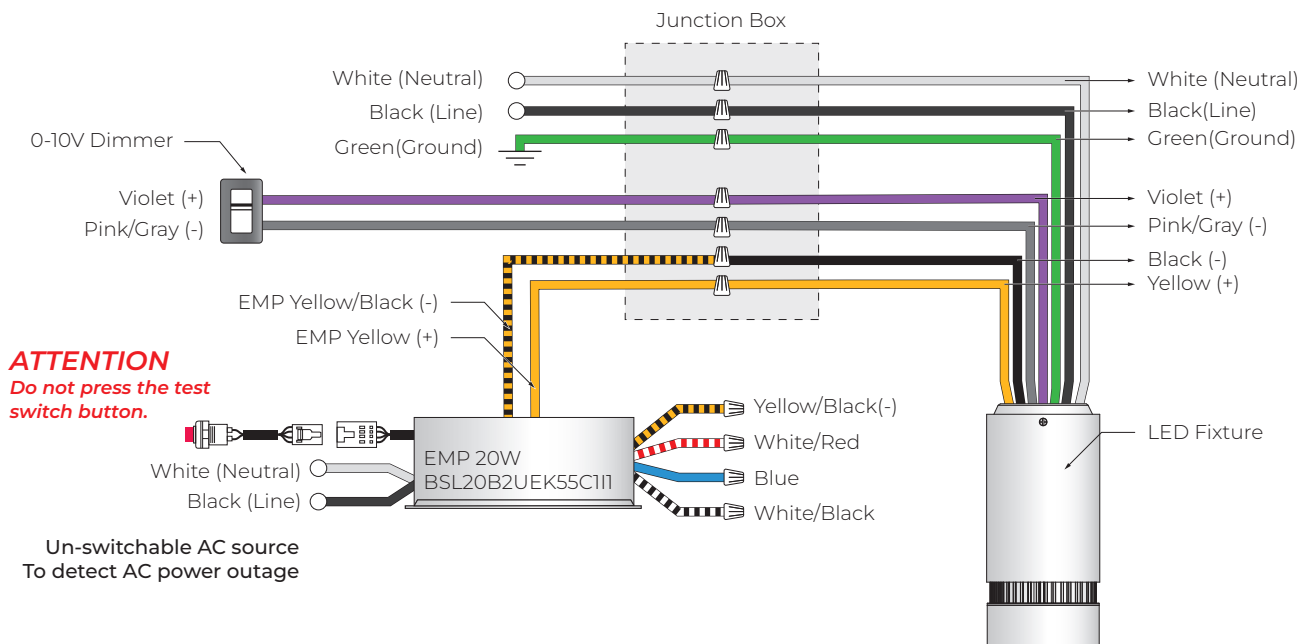 Junction Box
White (Neutral)
Black (Line)
Green(Ground)
White (Neutral)
Black(Line)
Green(Ground)
0-10V Dimmer
Violet (+)
Pink/Gray (-)
Violet (+)
Pink/Gray (-)
Black (-)
Yellow (+)
EMP Yellow/Black (-)
EMP Yellow (+)
ATTENTION
Do not press the test
switch button.
White (Neutral)
Black (Line)
EMP 20W
BSL20B2UEK55C1I1
Yellow/Black(-)
White/Red
Blue
White/Black
LED Fixture
Un-switchable AC source
To detect AC power outage